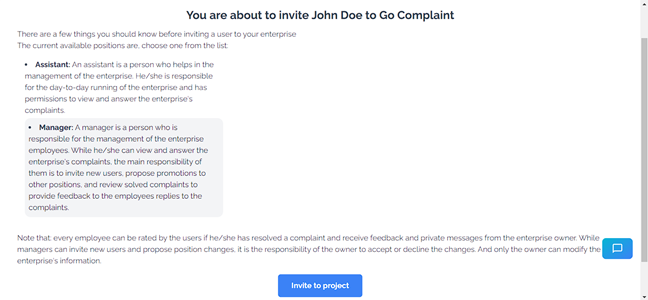 You are about to invite John Doe to Go Complaint
There are a few things you should know before inviting a user to your enterprise
The current available positions are, choose one from the list.
• Assistant: An assistant is a person who helps in the
management of the enterprise. He/she is responsible
for the day-to-day running of the enterprise and has
permissions to view and answer the enterprise's
complaints.
• Manager: A manager is a person who is
responsible for the management of the enterprise
employees. While he/she can view and answer the
enterprise's complaints, the main responsibility of
them is to invite new users, propose promotions to
other positions, and review solved complaints to
provide feedback to the employees replies to the
complaints.
Note that: every employee can be rated by the users if he/she has resolved a complaint and receive feedback and private messages from the enterprise owner. While
managers can invite new users and propose position changes, it is the responsibility of the owner to accept or decline the changes. And only the owner can modify the
enterprise's information.
Invite to project